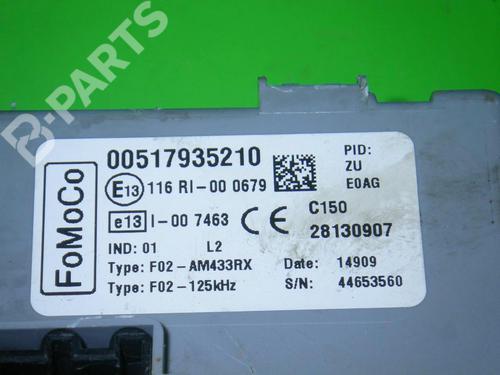 B-PARTS
FoMoCo
00517935210
PID:
ZU
E0AG
E13 116 RI-00 0679
e13 I-00 7463
CE
C150
28130907
IND: 01 L2
Type: F02-AM433RX
Date: 14909
Type: F02-125kHz
S/N: 44653560